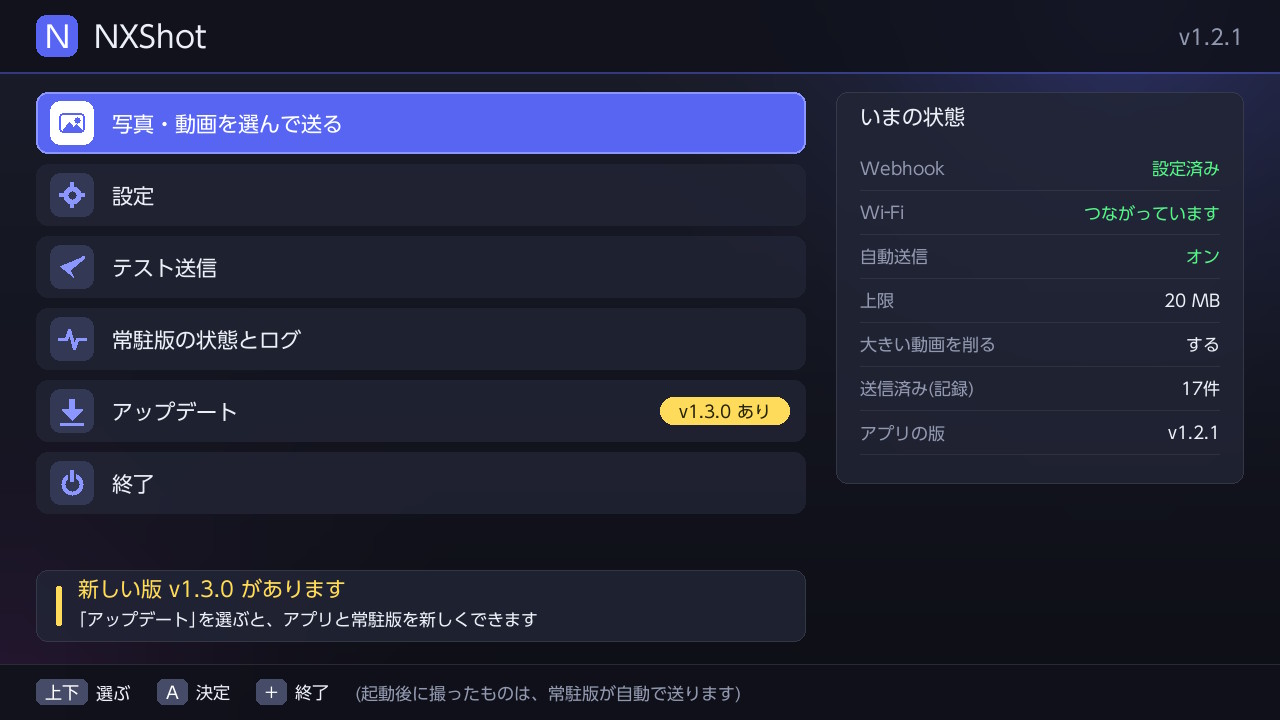 N NXShot
v1.2.1
写真・動画を選んで送る
設定
テスト送信
常駐版の状態とログ
アップデート
v1.3.0 あり
終了
いまの状態
Webhook 設定済み
Wi-Fi つながっています
自動送信 オン
上限 20 MB
大きい動画を削る する
送信済み(記録) 17件
アプリの版 v1.2.1
新しい版 v1.3.0 があります
「アップデート」を選ぶと、アプリと常駐版を新しくできます
上下 選ぶ A 決定 + 終了 (起動後に撮ったものは、常駐版が自動で送ります)